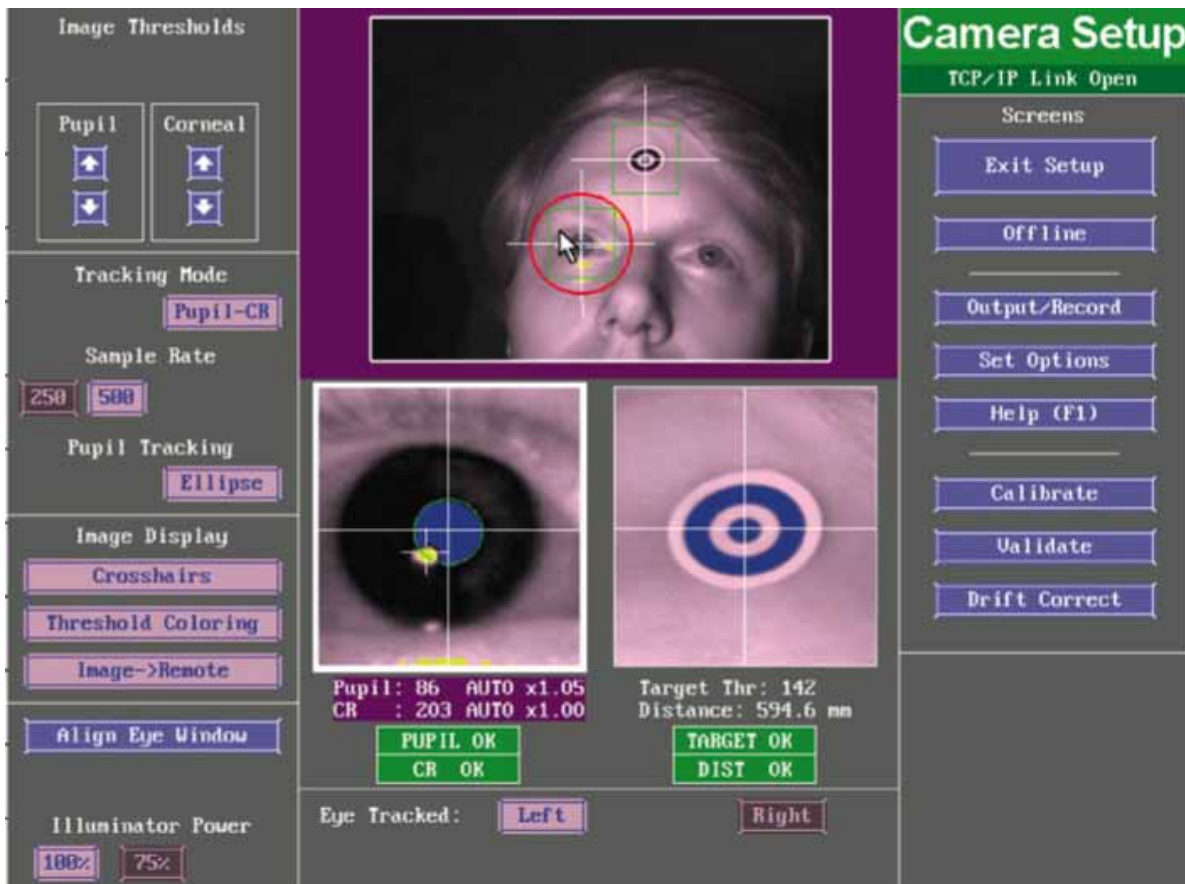 Image Thresholds
Pupil
Corneal
Tracking Mode
Pupil-CR
Sample Rate
250
500
Pupil Tracking
Ellipse
Image Display
Crosshairs
Threshold Coloring
Image->Remote
Align Eye Window
Illuminator Power
100%
75%
Pupil: 86 AUTO x1.05
CR : 203 AUTO x1.00
PUPIL OK
CR OK
Target Thr: 142
Distance: 594.6 mm
TARGET OK
DIST OK
Eye Tracked:
Left
Right
Camera Setup
TCP/IP Link Open
Screens
Exit Setup
Offline
Output/Record
Set Options
Help (F1)
Calibrate
Validate
Drift Correct